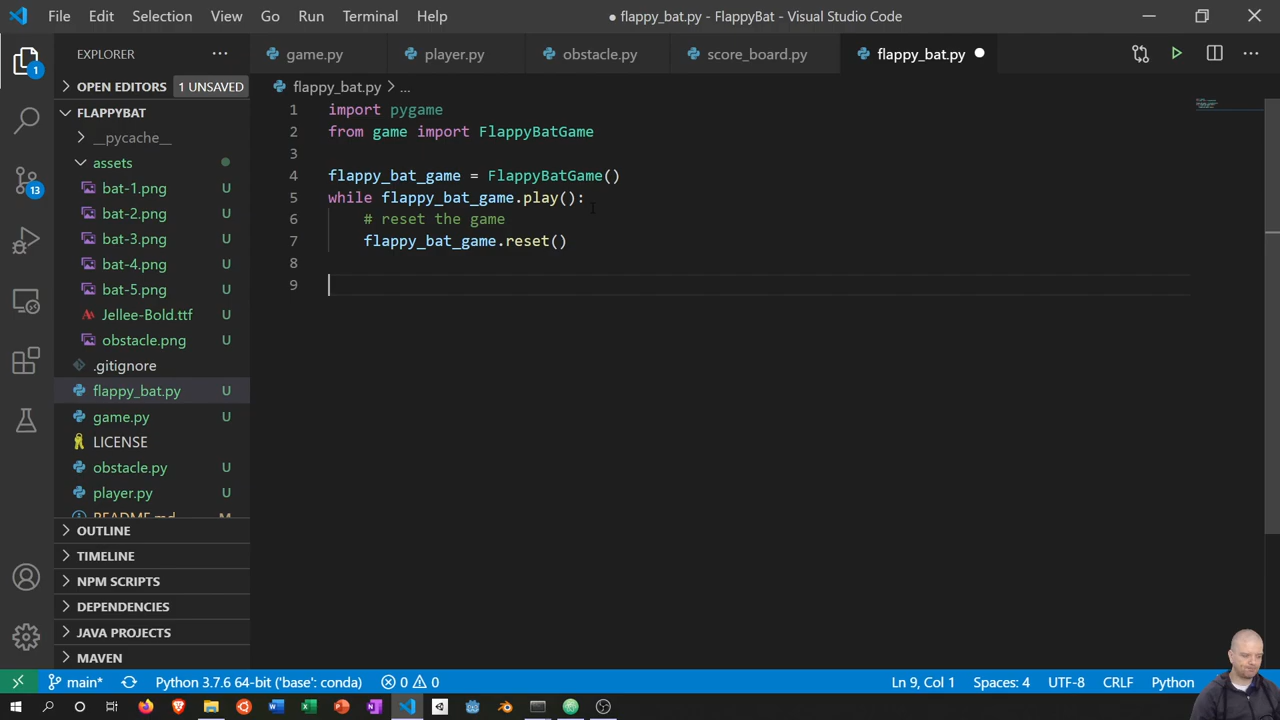 File Edit Selection View Go Run Terminal Help ● flappy_bat.py - FlappyBat - Visual Studio Code
EXPLORER ... game.py player.py obstacle.py score_board.py flappy_bat.py ● ...
1
OPEN EDITORS 1 UNSAVED
flappy_bat.py > ...
FLAPPYBAT
__pycache__
assets
bat-1.png U
bat-2.png U
13
bat-3.png U
bat-4.png U
bat-5.png U
Jellee-Bold.ttf U
obstacle.png U
.gitignore
flappy_bat.py U
game.py U
LICENSE
obstacle.py U
player.py U
README.md M
OUTLINE
TIMELINE
NPM SCRIPTS
DEPENDENCIES
JAVA PROJECTS
MAVEN
1 import pygame
2 from game import FlappyBatGame
3
4 flappy_bat_game = FlappyBatGame()
5 while flappy_bat_game.play():
6 # reset the game
7 flappy_bat_game.reset()
8
9
main* Python 3.7.6 64-bit ('base': conda) 0 0 Ln 9, Col 1 Spaces: 4 UTF-8 CRLF Python